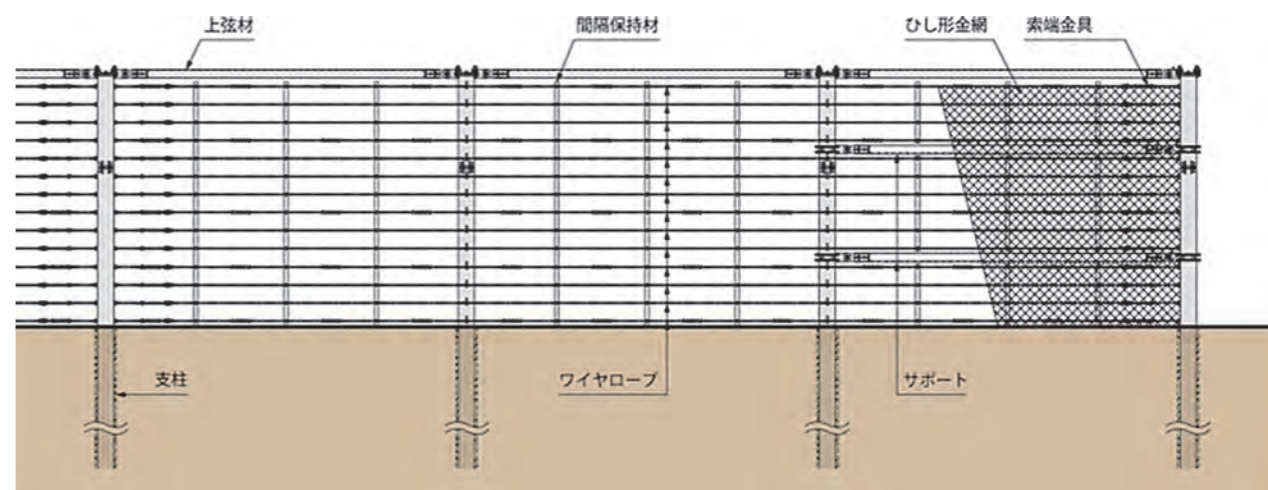 上弦材
間隔保持材
ひし形金網
索端金具
支柱
ワイヤロープ
サポート